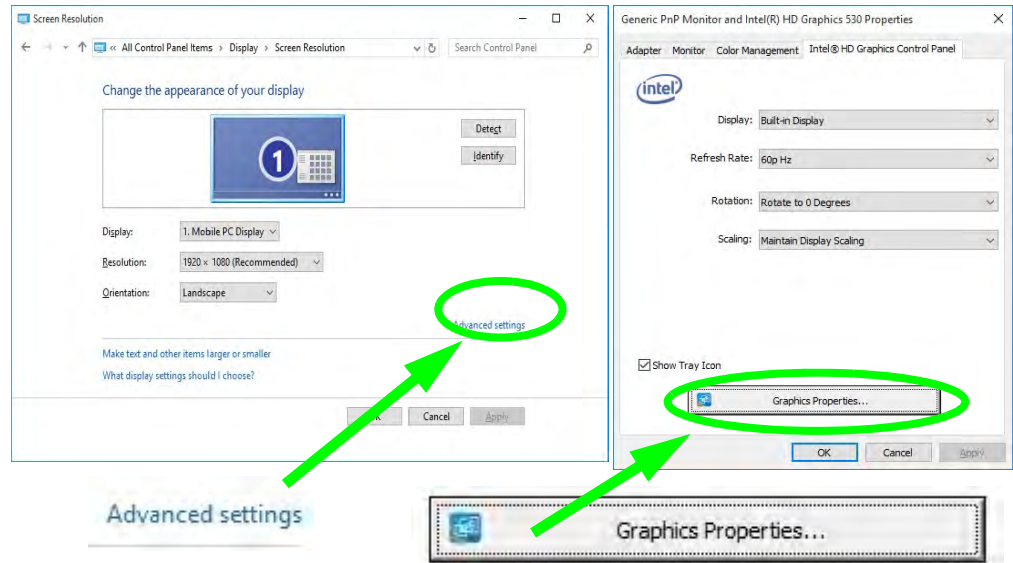 Screen Resolution
« All Control Panel Items > Display > Screen Resolution
Search Control Panel
Change the appearance of your display
1
Detect
Identify
Display: 1. Mobile PC Display
Resolution: 1920 × 1080 (Recommended)
Orientation: Landscape
Advanced settings
Make text and other items larger or smaller
What display settings should I choose?
Cancel Apply
Generic PnP Monitor and Intel(R) HD Graphics 530 Properties
Adapter Monitor Color Management Intel® HD Graphics Control Panel
intel
Display: Built-in Display
Refresh Rate: 60p Hz
Rotation: Rotate to 0 Degrees
Scaling: Maintain Display Scaling
Show Tray Icon
Graphics Properties...
OK Cancel Apply
Advanced settings
Graphics Properties...